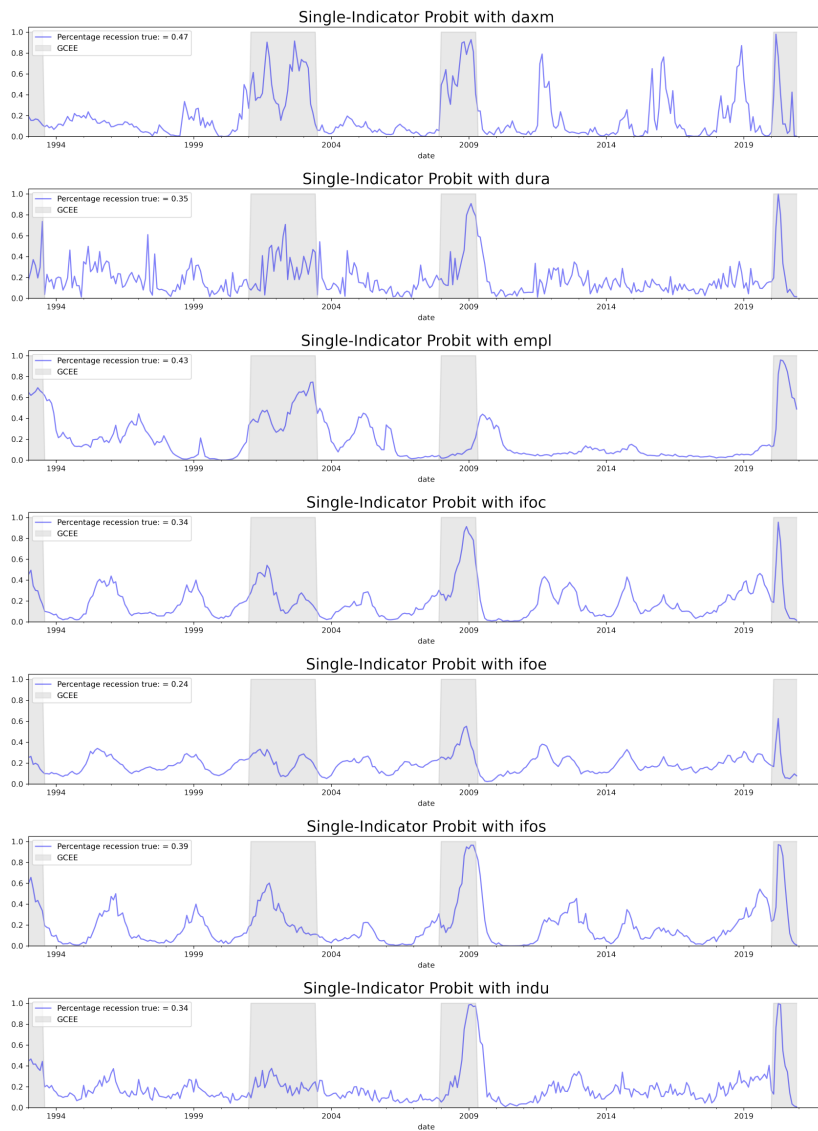 Single-Indicator Probit with daxm
1.0
0.8
0.6
0.4
0.2
0.0
Percentage recession true: = 0.47
GCEE
1994 1999 2004 2009 2014 2019
date
Single-Indicator Probit with dura
1.0
0.8
0.6
0.4
0.2
0.0
Percentage recession true: = 0.35
GCEE
1994 1999 2004 2009 2014 2019
date
Single-Indicator Probit with empl
1.0
0.8
0.6
0.4
0.2
0.0
Percentage recession true: = 0.43
GCEE
1994 1999 2004 2009 2014 2019
date
Single-Indicator Probit with ifoc
1.0
0.8
0.6
0.4
0.2
0.0
Percentage recession true: = 0.34
GCEE
1994 1999 2004 2009 2014 2019
date
Single-Indicator Probit with ifoe
1.0
0.8
0.6
0.4
0.2
0.0
Percentage recession true: = 0.24
GCEE
1994 1999 2004 2009 2014 2019
date
Single-Indicator Probit with ifos
1.0
0.8
0.6
0.4
0.2
0.0
Percentage recession true: = 0.39
GCEE
1994 1999 2004 2009 2014 2019
date
Single-Indicator Probit with indu
1.0
0.8
0.6
0.4
0.2
0.0
Percentage recession true: = 0.34
GCEE
1994 1999 2004 2009 2014 2019
date